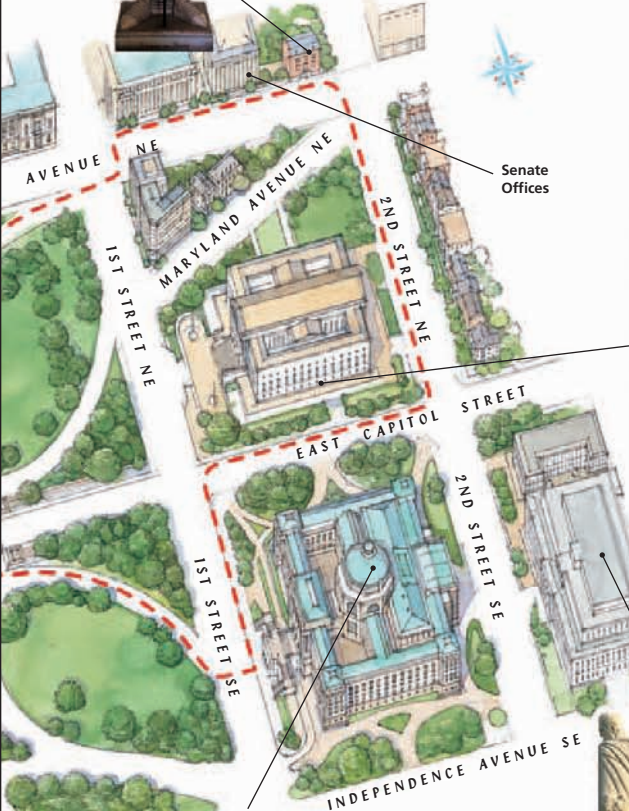 AVENUE NE
Senate
Offices
MARYLAND AVENUE NE
1ST STREET NE
2ND STREET NE
EAST CAPITOL STREET
1ST STREET SE
2ND STREET SE
INDEPENDENCE AVENUE SE